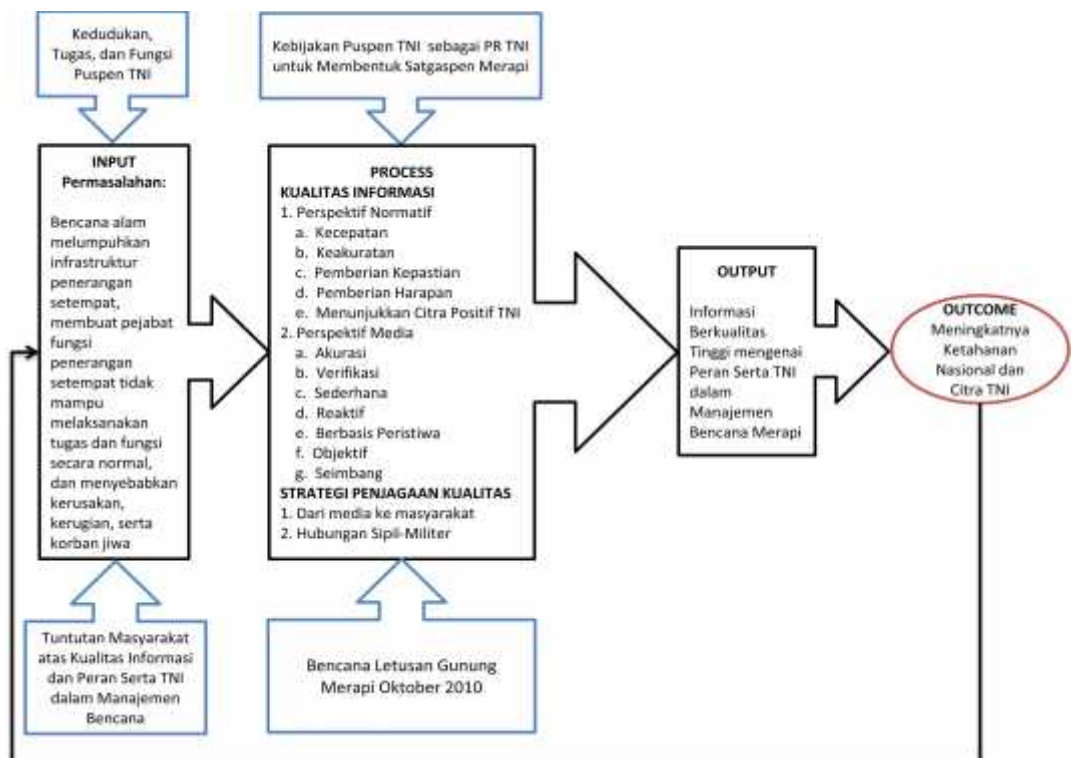 Kedudukan,
Tugas, dan Fungsi
Puspen TNI
Kebijakan Puspen TNI sebagai PR TNI
untuk Membentuk Satgaspen Merapi
INPUT
Permasalahan:
Bencana alam
melumpuhkan
infrastruktur
penerangan
setempat,
membuat pejabat
fungsi
penerangan
setempat tidak
mampu
melaksanakan
tugas dan fungsi
secara normal,
dan menyebabkan
kerusakan,
kerugian, serta
korban jiwa
PROCESS
KUALITAS INFORMASI
1. Perspektif Normatif
a. Kecepatan
b. Keakuratan
c. Pemberian Kepastian
d. Pemberian Harapan
e. Menunjukkan Citra Positif TNI
2. Perspektif Media
a. Akurasi
b. Verifikasi
c. Sederhana
d. Reaktif
e. Berbasis Peristiwa
f. Objektif
g. Seimbang
STRATEGI PENJAGAAN KUALITAS
1. Dari media ke masyarakat
2. Hubungan Sipil-Militer
OUTPUT
Informasi
Berkualitas
Tinggi mengenai
Peran Serta TNI
dalam
Manajemen
Bencana Merapi
OUTCOME
Meningkatnya
Ketahanan
Nasional dan
Citra TNI
Tuntutan Masyarakat
atas Kualitas Informasi
dan Peran Serta TNI
dalam Manajemen
Bencana
Bencana Letusan Gunung
Merapi Oktober 2010